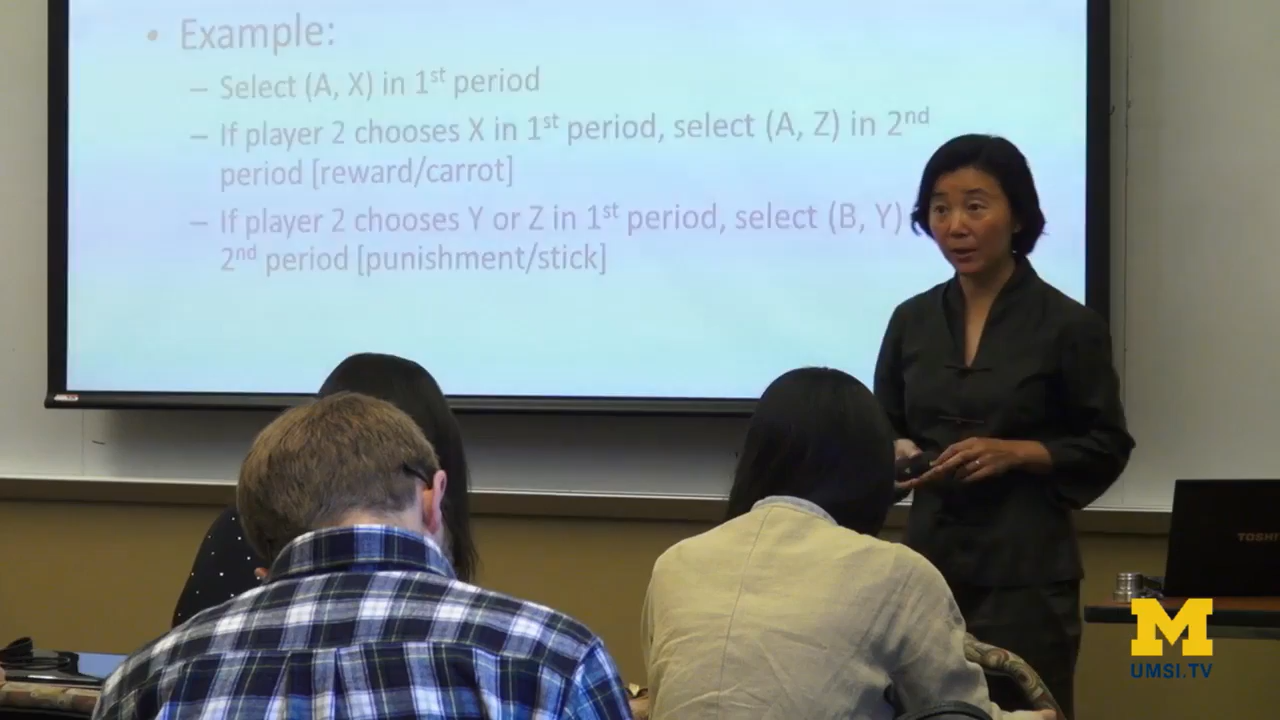 • Example:
– Select (A, X) in 1st period
– If player 2 chooses X in 1st period, select (A, Z) in 2nd
period [reward/carrot]
– If player 2 chooses Y or Z in 1st period, select (B, Y)
2nd period [punishment/stick]
TOSHI
M
UMSI.TV